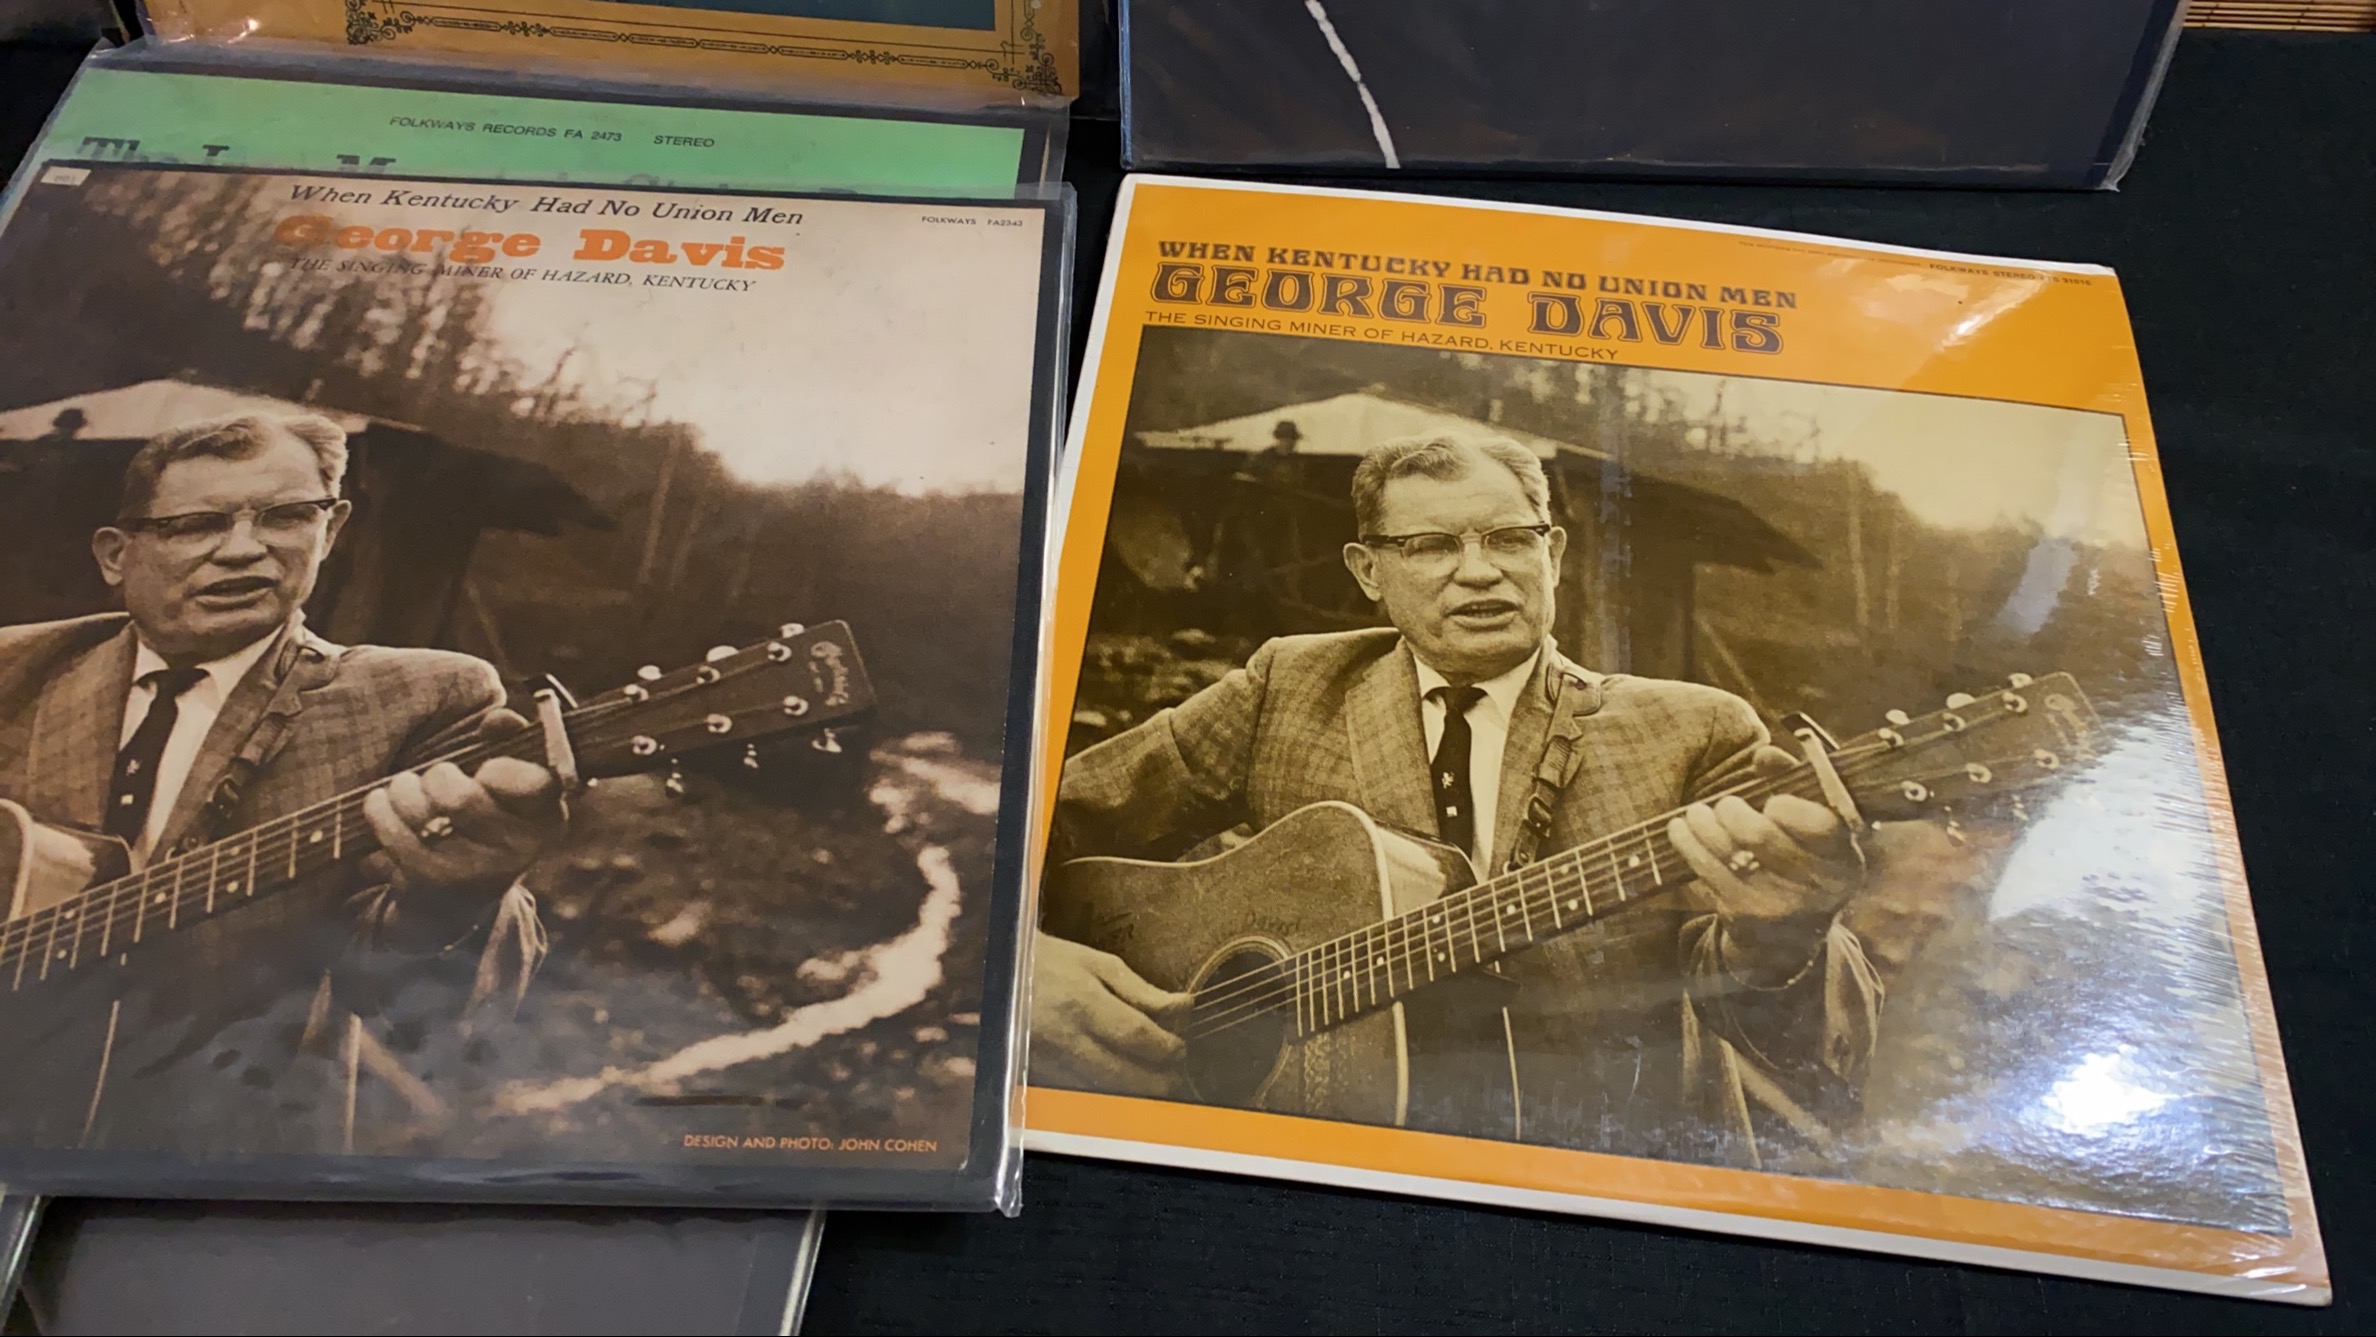 FOLKWAYS RECORDS FA 2473 STEREO
When Kentucky Had No Union Men
FOLKWAYS FA2343
George Davis
THE SINGING MINER OF HAZARD, KENTUCKY
DESIGN AND PHOTO: JOHN COHEN
FOLKWAYS STEREO
WHEN KENTUCKY HAD NO UNION MEN
GEORGE DAVIS
THE SINGING MINER OF HAZARD, KENTUCKY